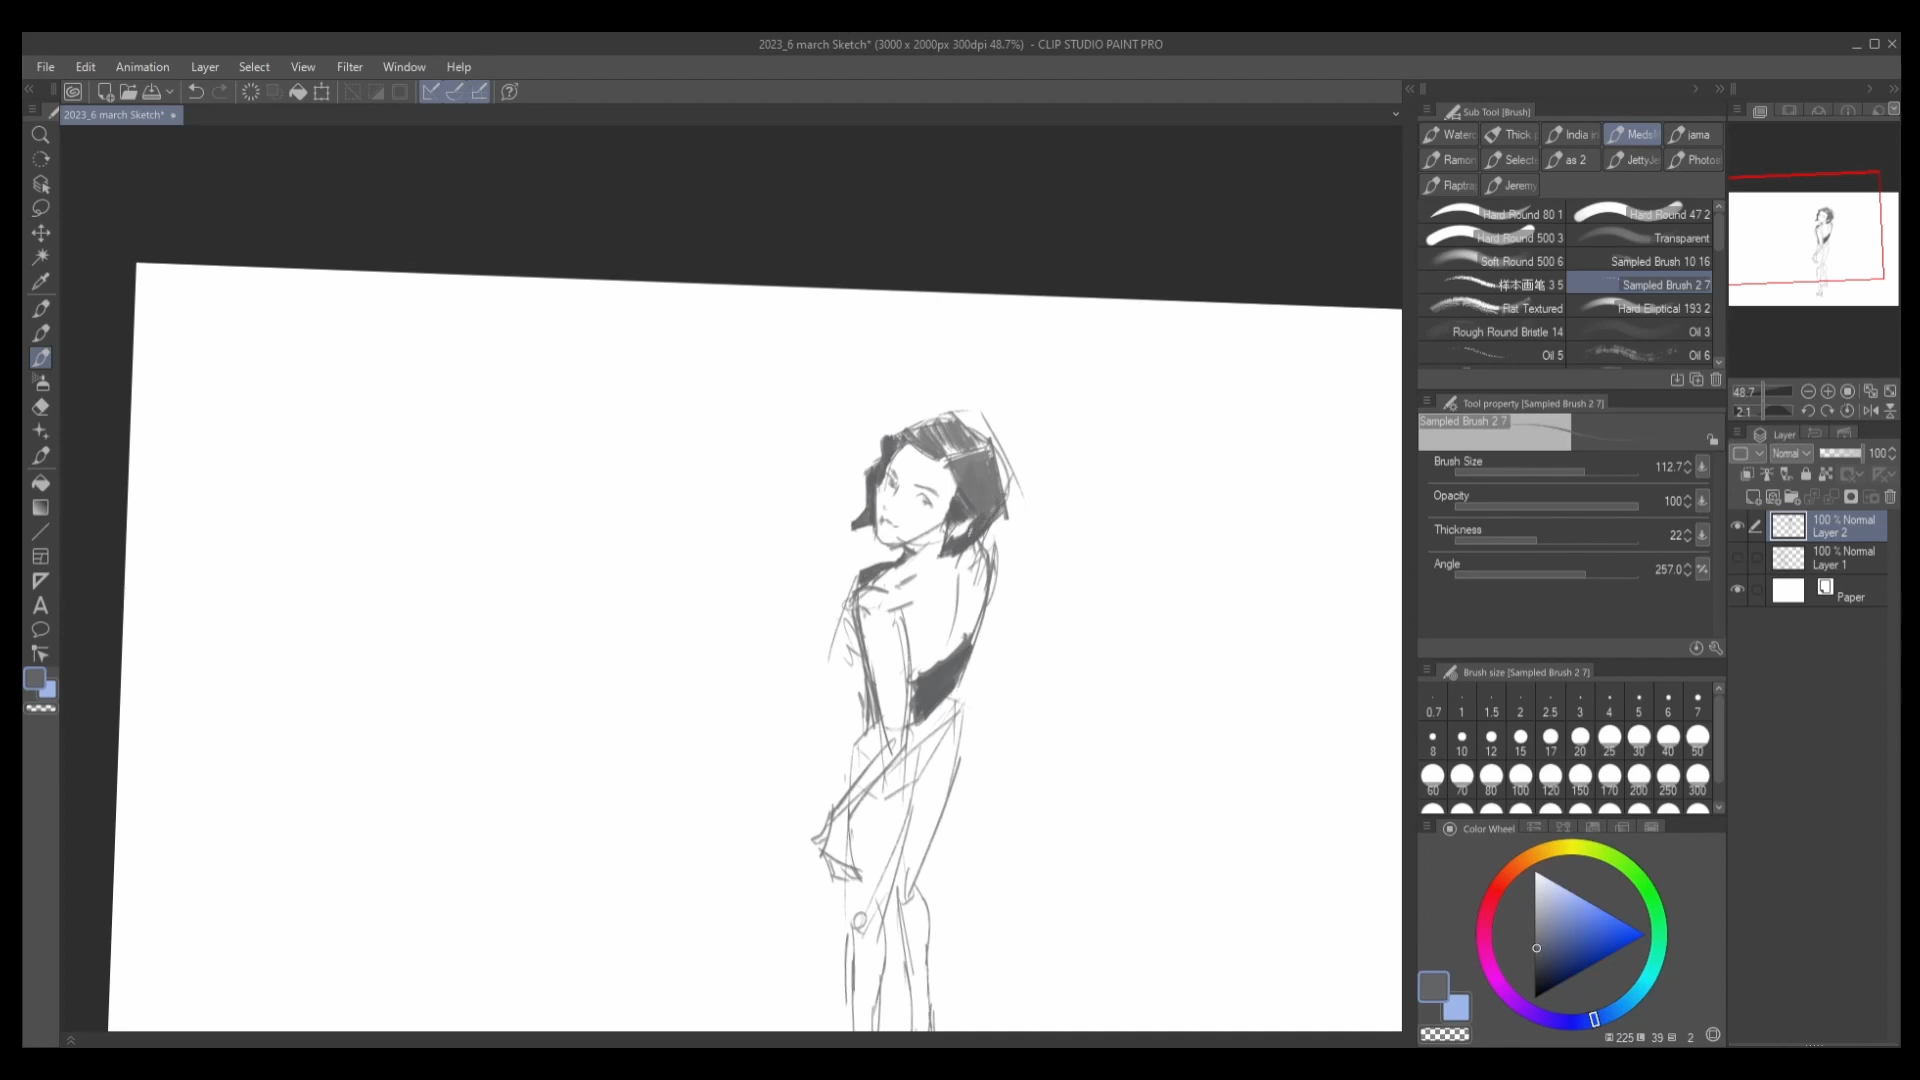 2023_6 march Sketch* (3000 x 2000px 300dpi 48.7%)  - CLIP STUDIO PAINT PRO
File Edit Animation Layer Select View Filter Window Help
2023_6 march Sketch*
Sub Tool [Brush]
Waterc Thick India in Meds jama
Ramon Selecte as 2 JettyJe Photos
Flaptra Jeremy
Hard Round 80 1 Hard Round 47 2
Hard Round 500 3 Transparent
Soft Round 500 6 Sampled Brush 10 16
样本画笔 3 5 Sampled Brush 2 7
Flat Textured Hard Elliptical 193 2
Rough Round Bristle 14 Oil 3
Oil 5 Oil 6
48.7
2.1
Tool property [Sampled Brush 2 7]
Sampled Brush 2 7
Brush Size 112.7
Opacity 100
Thickness 22
Angle 257.0
Layer
Normal 100
100 % Normal
Layer 2
100 % Normal
Layer 1
Paper
Brush size [Sampled Brush 2 7]
0.7 1 1.5 2 2.5 3 4 5 6 7
8 10 12 15 17 20 25 30 40 50
60 70 80 100 120 150 170 200 250 300
Color Wheel
225 39 2